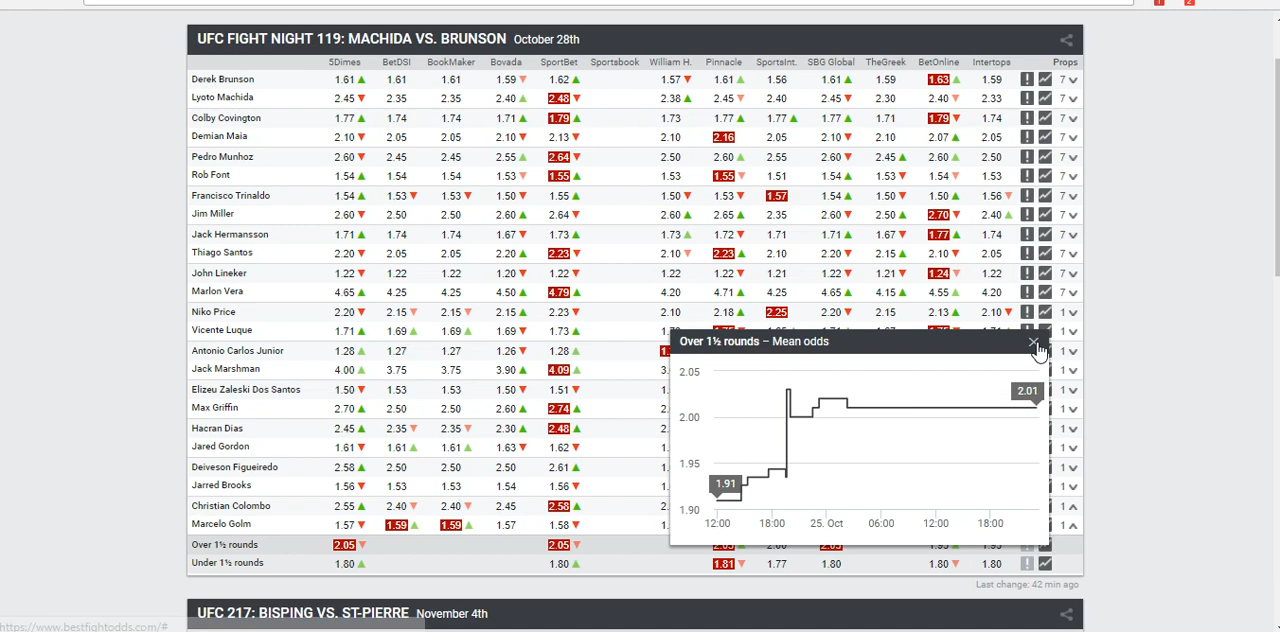 1
2
UFC FIGHT NIGHT 119: MACHIDA VS. BRUNSON October 28th
5Dimes BetDSI BookMaker Bovada SportBet Sportsbook William H. Pinnacle SportsInt. SBG Global TheGreek BetOnline Intertops Props
Derek Brunson 1.61▲ 1.61 1.61 1.59▼ 1.62▲ 1.57▼ 1.61▲ 1.56 1.61▲ 1.59 1.63▲ 1.59 7
Lyoto Machida 2.45▼ 2.35 2.35 2.40▲ 2.48▼ 2.38▲ 2.45▼ 2.40 2.45▼ 2.30 2.40▼ 2.33 7
Colby Covington 1.77▲ 1.74 1.74 1.71▲ 1.79▲ 1.73 1.77▲ 1.77▲ 1.77▲ 1.71 1.79▼ 1.74 7
Demian Maia 2.10▼ 2.05 2.05 2.10▼ 2.13▼ 2.10 2.16 2.05 2.10▼ 2.10 2.07▲ 2.05 7
Pedro Munhoz 2.60▼ 2.45 2.45 2.55▲ 2.64▼ 2.50 2.60▲ 2.55 2.60▼ 2.45▲ 2.60▲ 2.50 7
Rob Font 1.54▲ 1.54 1.54 1.53▼ 1.55▲ 1.53 1.55▼ 1.51 1.54▲ 1.53▼ 1.54▼ 1.53 7
Francisco Trinaldo 1.54▲ 1.53▼ 1.53▼ 1.50▼ 1.55▲ 1.50▼ 1.53▼ 1.57 1.54▲ 1.50▼ 1.50▲ 1.56▼ 7
Jim Miller 2.60▼ 2.50 2.50 2.60▲ 2.64▼ 2.60▲ 2.65▲ 2.35 2.60▼ 2.50▲ 2.70▼ 2.40▲ 7
Jack Hermansson 1.71▲ 1.74 1.74 1.67▼ 1.73▲ 1.73▲ 1.72▼ 1.71 1.71▲ 1.67▼ 1.77▲ 1.74 7
Thiago Santos 2.20▼ 2.05 2.05 2.20▲ 2.23▼ 2.10▼ 2.23▲ 2.10 2.20▼ 2.15▲ 2.10▼ 2.05 7
John Lineker 1.22▼ 1.22 1.22 1.20▼ 1.22▼ 1.22 1.22▼ 1.21 1.22▼ 1.21▼ 1.24▼ 1.22 7
Marlon Vera 4.65▲ 4.25 4.25 4.50▲ 4.79▲ 4.20 4.71▲ 4.25 4.65▲ 4.15▲ 4.55▲ 4.20 7
Niko Price 2.20▼ 2.15▼ 2.15▼ 2.15▲ 2.23▼ 2.10 2.18▲ 2.25 2.20▼ 2.15 2.13▲ 2.10▼ 1
Vicente Luque 1.71▲ 1.69▲ 1.69▲ 1.69▼ 1.73▲ 1
Antonio Carlos Junior 1.28▲ 1.27 1.27 1.26▼ 1.28▲ 1
Jack Marshman 4.00▲ 3.75 3.75 3.90▲ 4.09▲ 1
Elizeu Zaleski Dos Santos 1.50▼ 1.53 1.53 1.50▼ 1.51▼ 1
Max Griffin 2.70▲ 2.50 2.50 2.60▲ 2.74▲ 1
Hacran Dias 2.45▲ 2.35▼ 2.35▼ 2.30▲ 2.48▲ 1
Jared Gordon 1.61▼ 1.61▲ 1.61▲ 1.63▼ 1.62▼ 1
Deiveson Figueiredo 2.58▲ 2.50 2.50 2.50 2.61▲ 1
Jarred Brooks 1.56▼ 1.53 1.53 1.54 1.56▼ 1
Christian Colombo 2.55▲ 2.40▼ 2.40▼ 2.45 2.58▲ 1
Marcelo Golm 1.57▼ 1.59▲ 1.59▲ 1.57 1.58▼ 1
Over 1½ rounds 2.05▼ 2.05▼
Under 1½ rounds 1.80▲ 1.80▲ 1.81▼ 1.77 1.80 1.80▼ 1.80
Over 1½ rounds – Mean odds
2.05
2.00
1.95
1.90
2.01
1.91
12:00 18:00 25. Oct 06:00 12:00 18:00
Last change: 42 min ago
UFC 217: BISPING VS. ST-PIERRE November 4th
https://www.bestfightodds.com/#